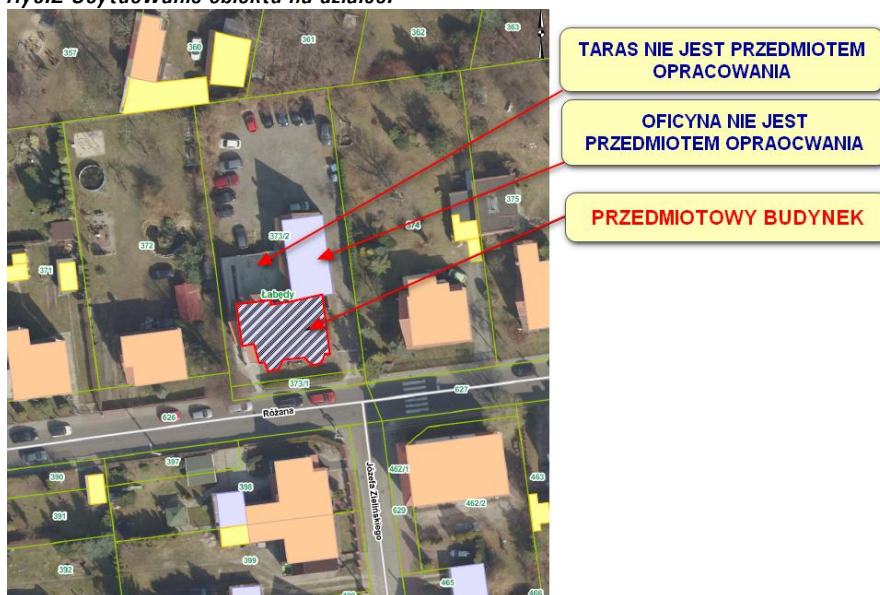 Ryc.2 Usytuowanie obiektu na działce.
TARAS NIE JEST PRZEDMIOTEM
OPRACOWANIA
OFICYNA NIE JEST
PRZEDMIOTEM OPRAOCWANIA
PRZEDMIOTOWY BUDYNEK
357
360
361
362
363
373/2
374
375
372
371
Łabędy
373/1
627
626
Różana
Józefa Zielińskiego
390
397
398
462/1
463
391
629
462/2
392
399
465
466